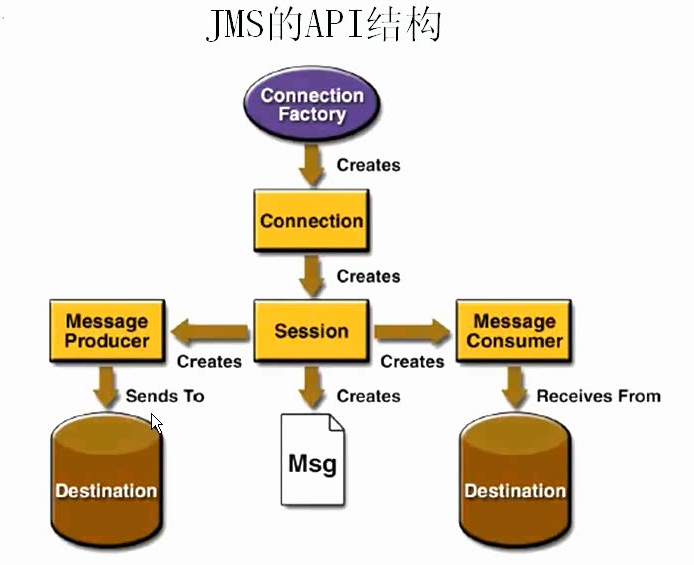 JMS的API结构
Connection
Factory
Creates
Connection
Creates
Message
Producer
Session
Message
Consumer
Creates
Creates
Sends To
Creates
Receives From
Destination
Msg
Destination